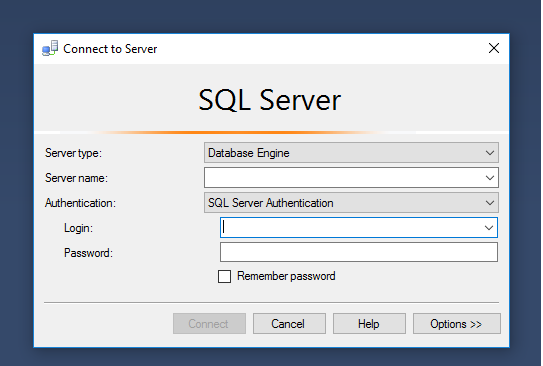 Connect to Server
SQL Server
Server type: Database Engine
Server name:
Authentication: SQL Server Authentication
Login:
Password:
Remember password
Connect Cancel Help Options >>